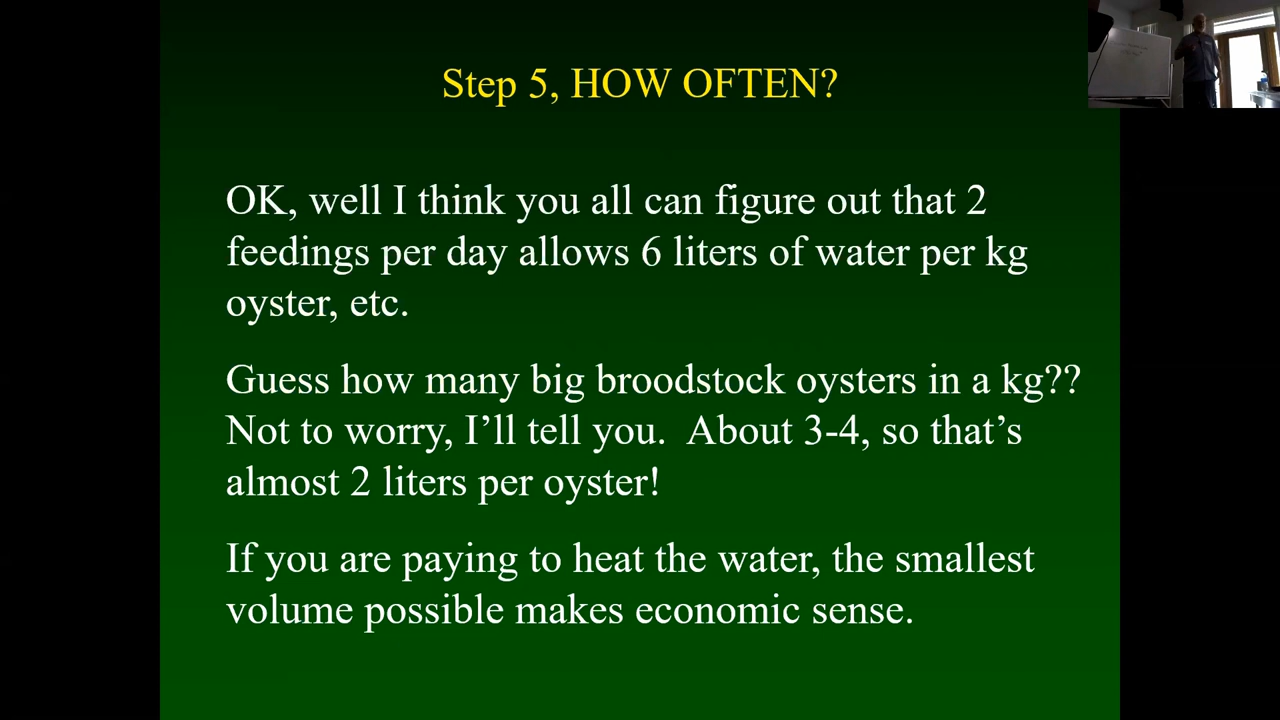 Step 5, HOW OFTEN?
OK, well I think you all can figure out that 2
feedings per day allows 6 liters of water per kg
oyster, etc.
Guess how many big broodstock oysters in a kg??
Not to worry, I’ll tell you.  About 3-4, so that’s
almost 2 liters per oyster!
If you are paying to heat the water, the smallest
volume possible makes economic sense.